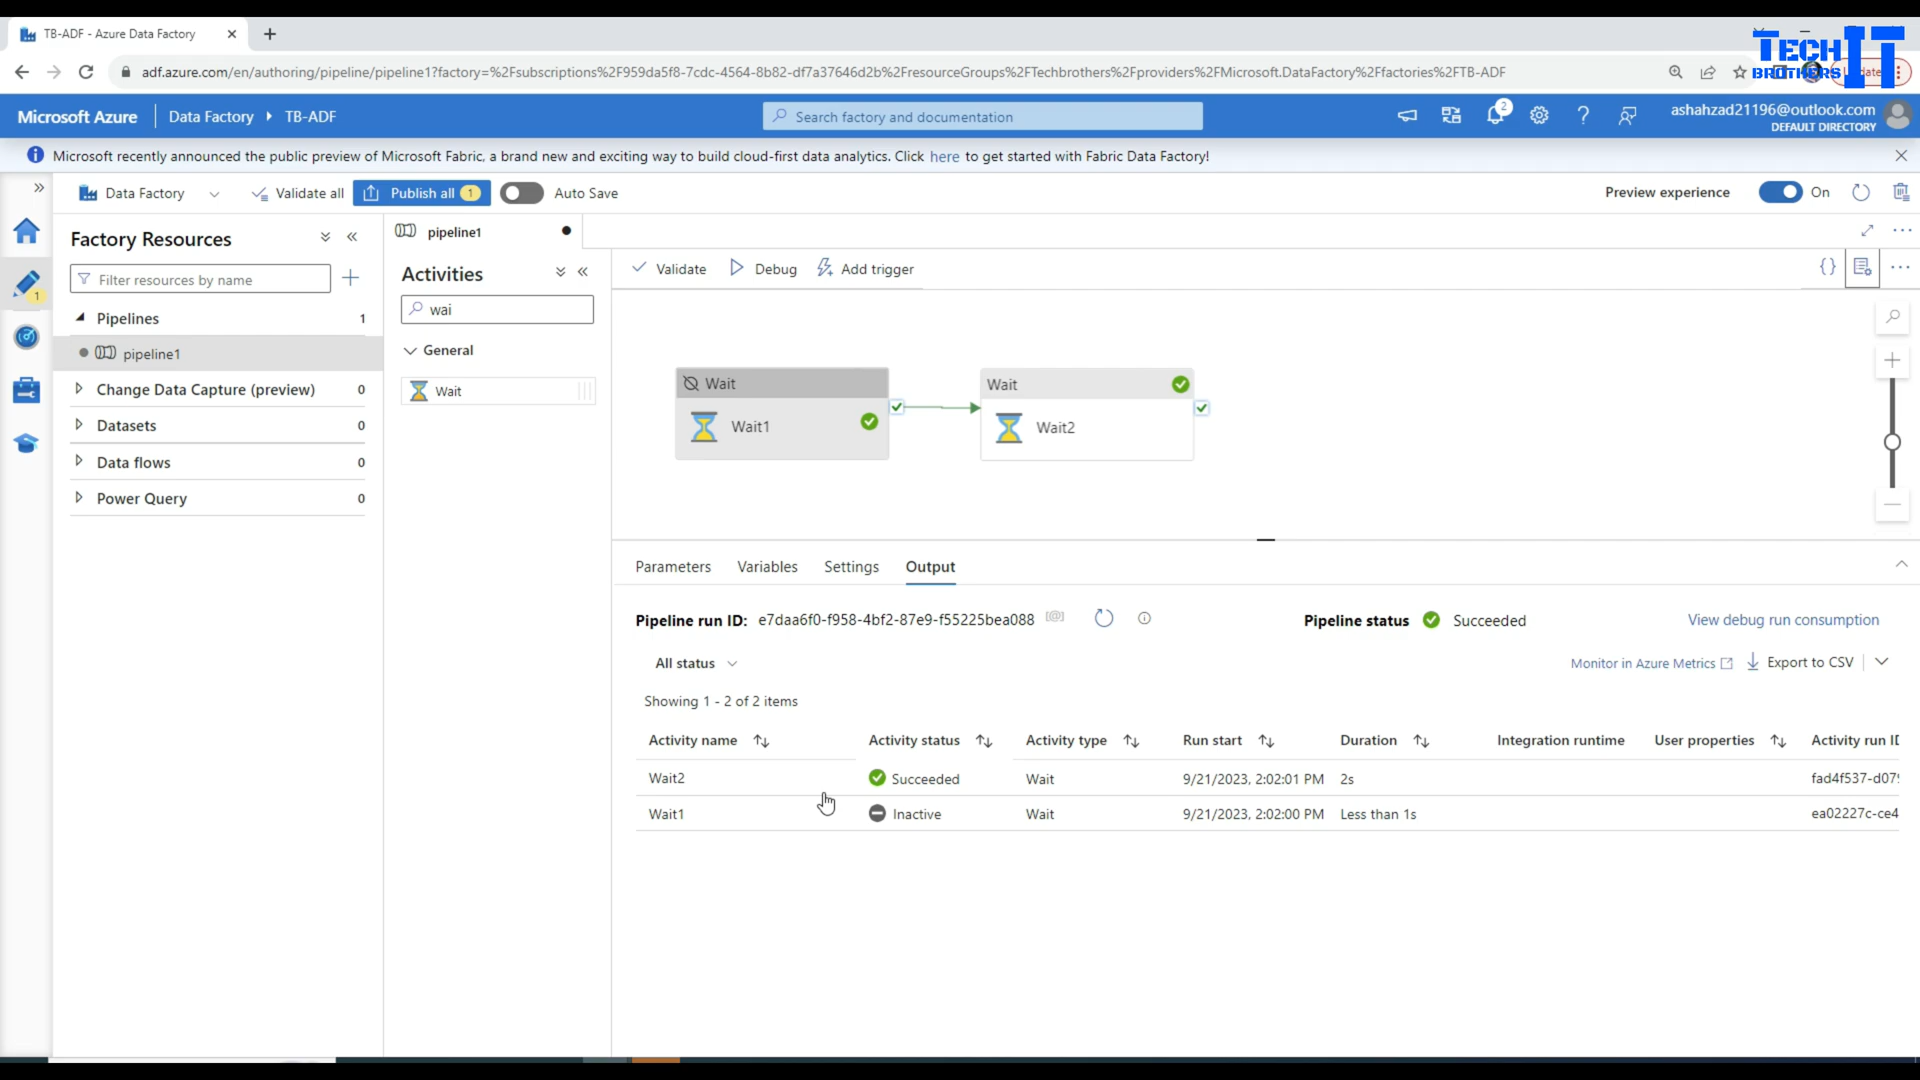 TB-ADF - Azure Data Factory
TECH IT BROTHERS
adf.azure.com/en/authoring/pipeline/pipeline1?factory=%2Fsubscriptions%2F959da5f8-7cdc-4564-8b82-df7a37646d2b%2FresourceGroups%2FTechbrothers%2Fproviders%2FMicrosoft.DataFactory%2Ffactories%2FTB-ADF
Microsoft Azure
Data Factory
TB-ADF
Search factory and documentation
2
ashahzad21196@outlook.com
DEFAULT DIRECTORY
Microsoft recently announced the public preview of Microsoft Fabric, a brand new and exciting way to build cloud-first data analytics. Click here to get started with Fabric Data Factory!
Data Factory
Validate all
Publish all 1
Auto Save
Preview experience
On
Factory Resources
Filter resources by name
1
Pipelines 1
pipeline1
Change Data Capture (preview) 0
Datasets 0
Data flows 0
Power Query 0
pipeline1
Activities
wai
General
Wait
Validate
Debug
Add trigger
{}
Wait
Wait1
Wait
Wait2
Parameters
Variables
Settings
Output
Pipeline run ID: e7daa6f0-f958-4bf2-87e9-f55225bea088
Pipeline status Succeeded
View debug run consumption
All status
Monitor in Azure Metrics
Export to CSV
Showing 1 - 2 of 2 items
Activity name Activity status Activity type Run start Duration Integration runtime User properties Activity run ID
Wait2 Succeeded Wait 9/21/2023, 2:02:01 PM 2s fad4f537-d079
Wait1 Inactive Wait 9/21/2023, 2:02:00 PM Less than 1s ea02227c-ce4